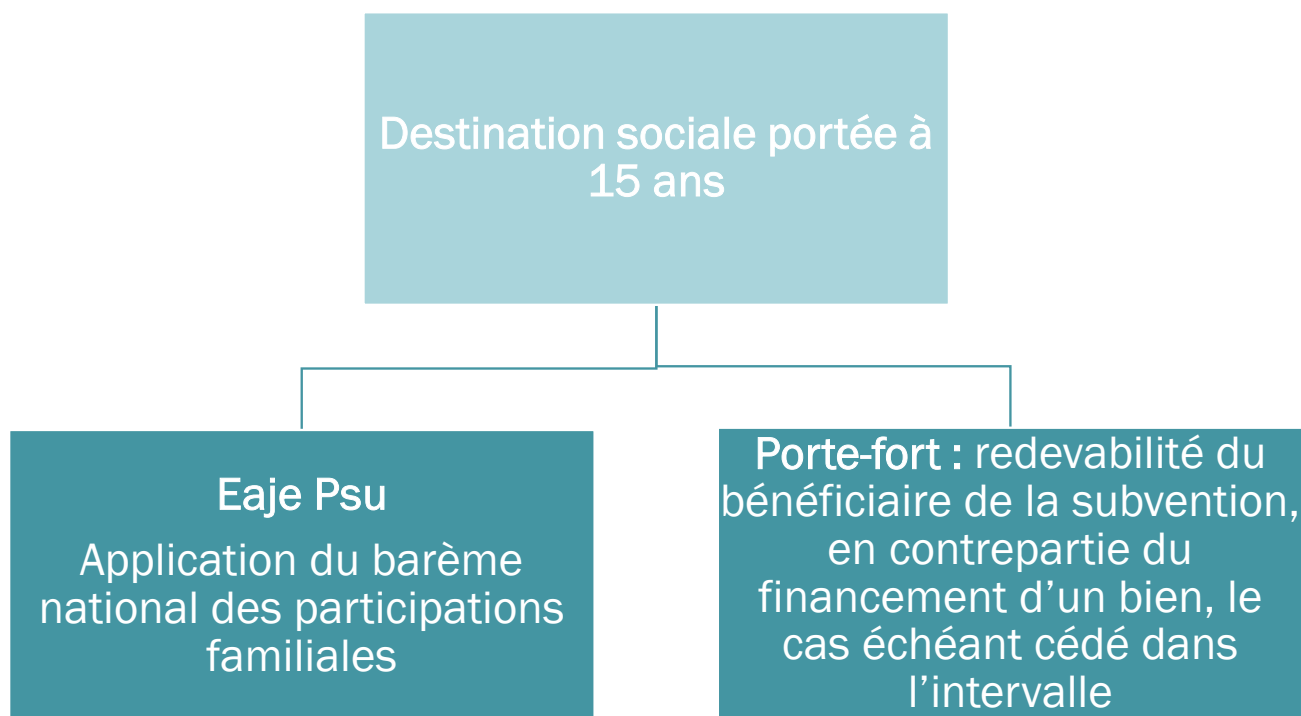 Destination sociale portée à
15 ans
Eaje Psu
Application du barème
national des participations
familiales
Porte-fort : redevabilité du
bénéficiaire de la subvention,
en contrepartie du
financement d’un bien, le
cas échéant cédé dans
l’intervalle